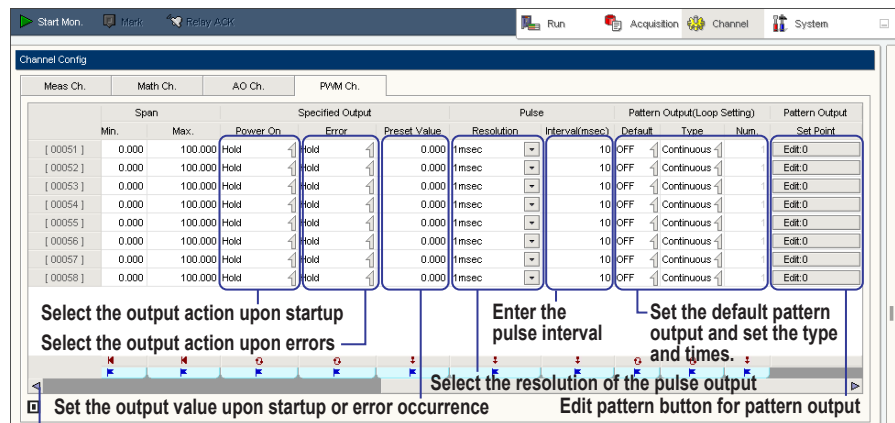 Start Mon. Mark Relay ACK Run Acquisition Channel System
Channel Config
Meas Ch. Math Ch. AO Ch. PWM Ch.
Span Specified Output Pulse Pattern Output(Loop Setting) Pattern Output
Min. Max. Power On Error Preset Value Resolution Interval(msec) Default Type Num. Set Point
[ 00051 ] 0.000 100.000 Hold Hold 0.000 1msec 10 OFF Continuous 1 Edit:0
[ 00052 ] 0.000 100.000 Hold Hold 0.000 1msec 10 OFF Continuous 1 Edit:0
[ 00053 ] 0.000 100.000 Hold Hold 0.000 1msec 10 OFF Continuous 1 Edit:0
[ 00054 ] 0.000 100.000 Hold Hold 0.000 1msec 10 OFF Continuous 1 Edit:0
[ 00055 ] 0.000 100.000 Hold Hold 0.000 1msec 10 OFF Continuous 1 Edit:0
[ 00056 ] 0.000 100.000 Hold Hold 0.000 1msec 10 OFF Continuous 1 Edit:0
[ 00057 ] 0.000 100.000 Hold Hold 0.000 1msec 10 OFF Continuous 1 Edit:0
[ 00058 ] 0.000 100.000 Hold Hold 0.000 1msec 10 OFF Continuous 1 Edit:0
Select the output action upon startup
Select the output action upon errors
Enter the
pulse interval
Set the default pattern
output and set the type
and times.
Select the resolution of the pulse output
Set the output value upon startup or error occurrence
Edit pattern button for pattern output